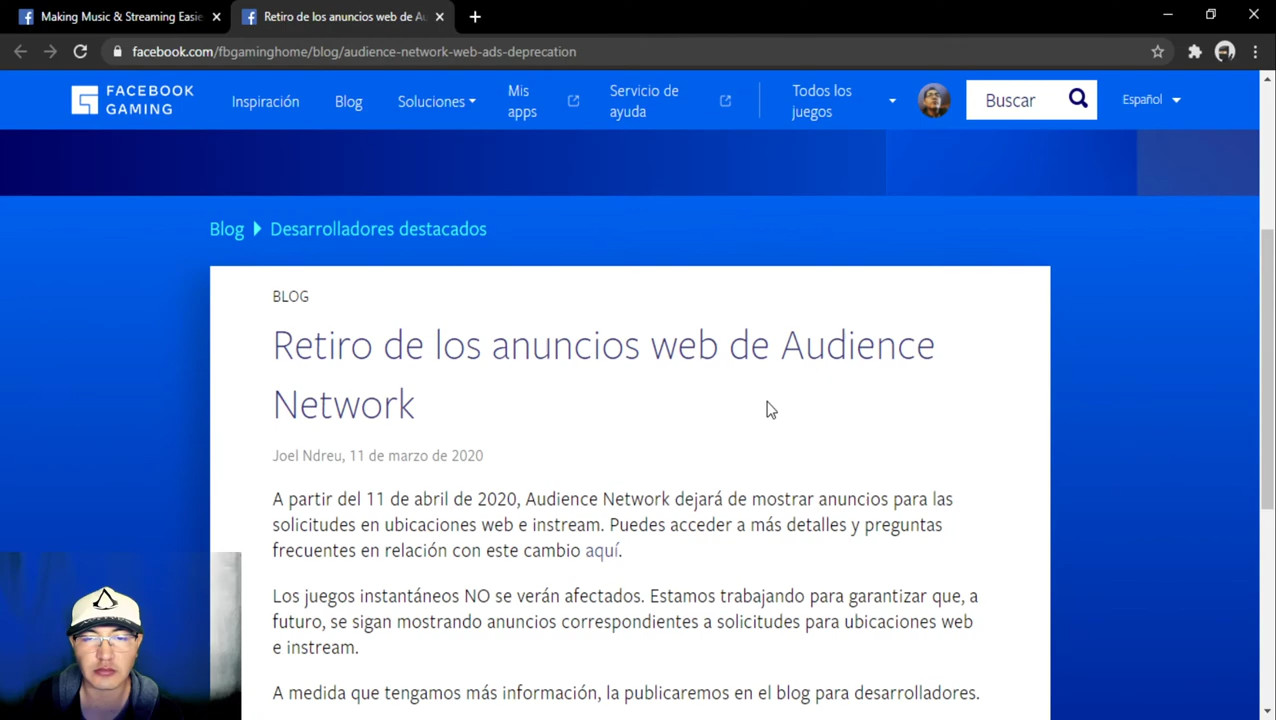 Making Music & Streaming Easie
Retiro de los anuncios web de Au
facebook.com/fbgaminghome/blog/audience-network-web-ads-deprecation
FACEBOOK
GAMING
Inspiración
Blog
Soluciones
Mis
apps
Servicio de
ayuda
Todos los
juegos
Buscar
Español
Blog
Desarrolladores destacados
BLOG
Retiro de los anuncios web de Audience
Network
Joel Ndreu, 11 de marzo de 2020
A partir del 11 de abril de 2020, Audience Network dejará de mostrar anuncios para las
solicitudes en ubicaciones web e instream. Puedes acceder a más detalles y preguntas
frecuentes en relación con este cambio aquí.
Los juegos instantáneos NO se verán afectados. Estamos trabajando para garantizar que, a
futuro, se sigan mostrando anuncios correspondientes a solicitudes para ubicaciones web
e instream.
A medida que tengamos más información, la publicaremos en el blog para desarrolladores.